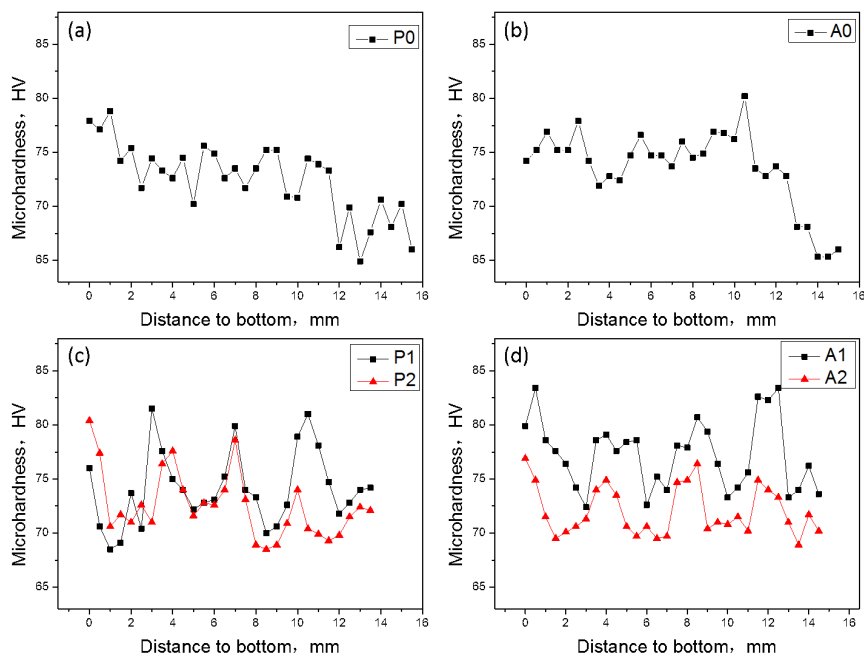 (a)
P0
85
80
75
70
65
Microhardness, HV
0 2 4 6 8 10 12 14 16
Distance to bottom, mm
(b)
A0
85
80
75
70
65
Microhardness, HV
0 2 4 6 8 10 12 14 16
Distance to bottom, mm
(c)
P1
P2
85
80
75
70
65
Microhardness, HV
0 2 4 6 8 10 12 14 16
Distance to bottom, mm
(d)
A1
A2
85
80
75
70
65
Microhardness, HV
0 2 4 6 8 10 12 14 16
Distance to bottom, mm